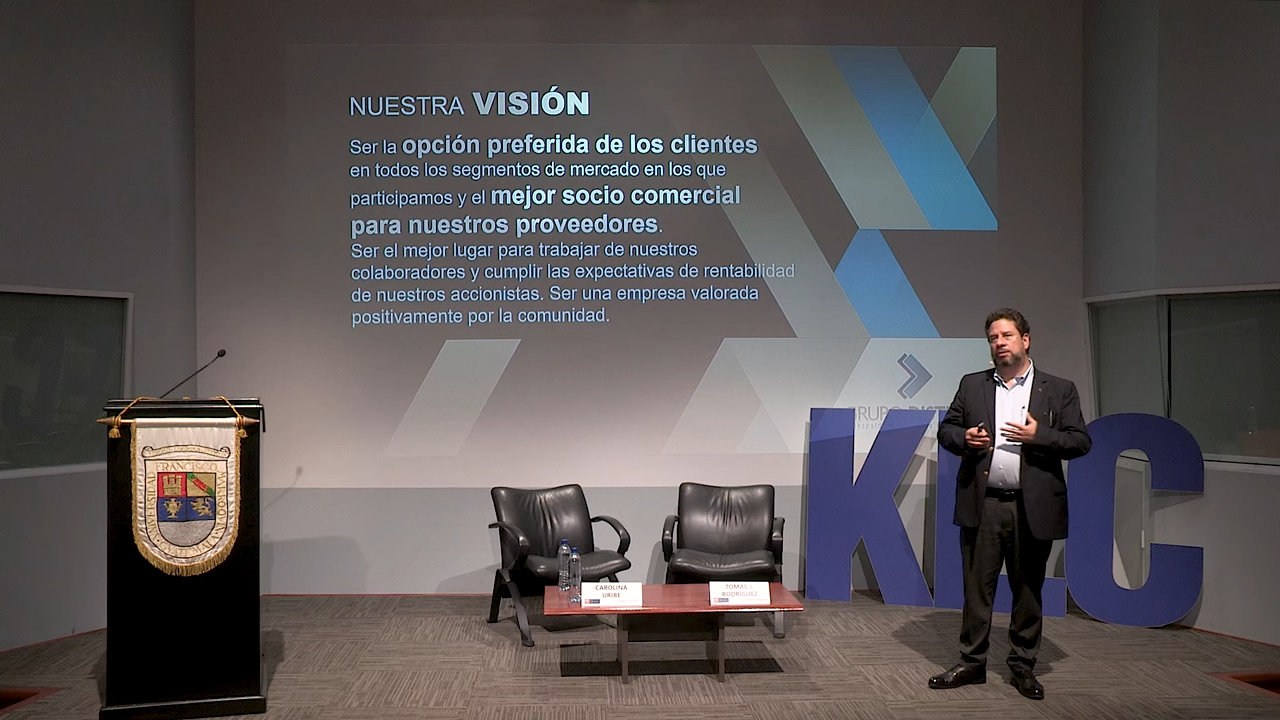 NUESTRA VISIÓN
Ser la opción preferida de los clientes
en todos los segmentos de mercado en los que
participamos y el mejor socio comercial
para nuestros proveedores.
Ser el mejor lugar para trabajar de nuestros
colaboradores y cumplir las expectativas de rentabilidad
de nuestros accionistas. Ser una empresa valorada
positivamente por la comunidad.
KLC
FRANCISCO
CAROLINA
URIBE
RODRÍGUEZ